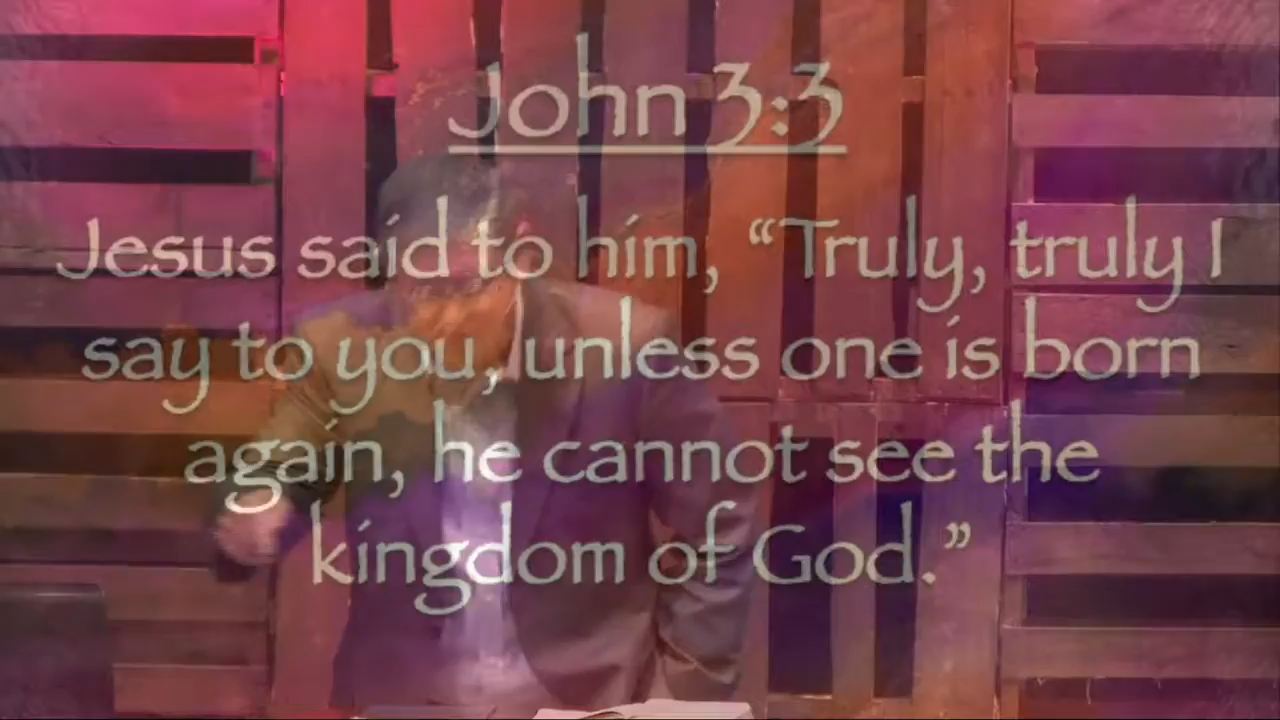 John 3:3
Jesus said to him, “Truly, truly I
say to you, unless one is born
again, he cannot see the
kingdom of God.”